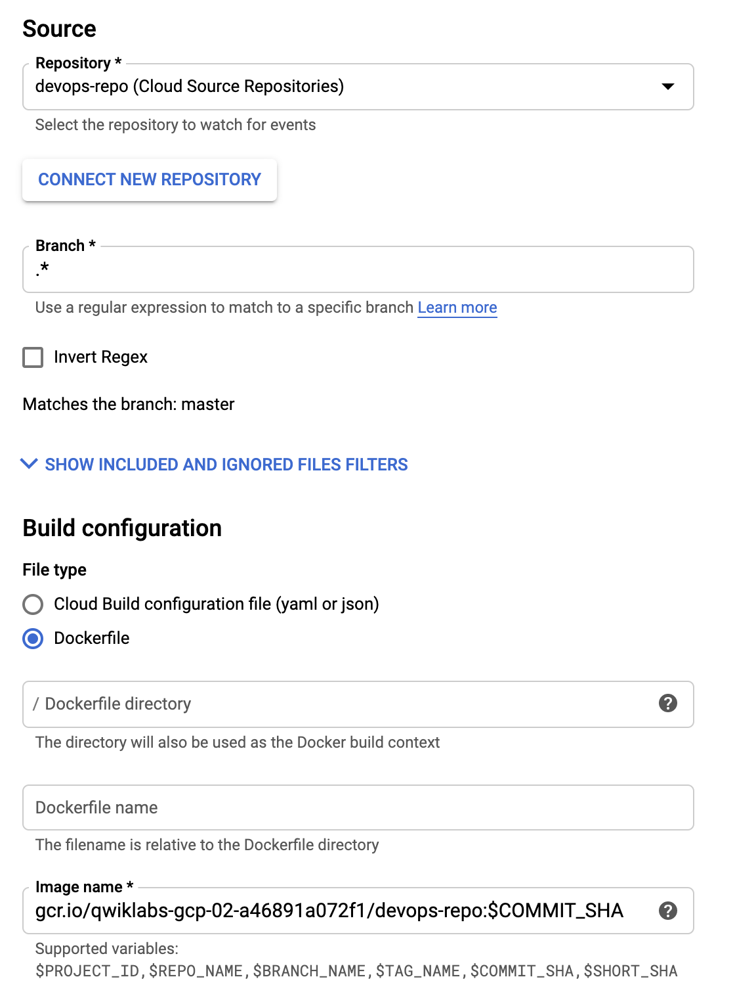 Source
Repository *
devops-repo (Cloud Source Repositories)
Select the repository to watch for events
CONNECT NEW REPOSITORY
Branch *
.*
Use a regular expression to match to a specific branch Learn more
Invert Regex
Matches the branch: master
SHOW INCLUDED AND IGNORED FILES FILTERS
Build configuration
File type
Cloud Build configuration file (yaml or json)
Dockerfile
/ Dockerfile directory
?
The directory will also be used as the Docker build context
Dockerfile name
The filename is relative to the Dockerfile directory
Image name *
gcr.io/qwiklabs-gcp-02-a46891a072f1/devops-repo:$COMMIT_SHA
?
Supported variables:
$PROJECT_ID,$REPO_NAME,$BRANCH_NAME,$TAG_NAME,$COMMIT_SHA,$SHORT_SHA